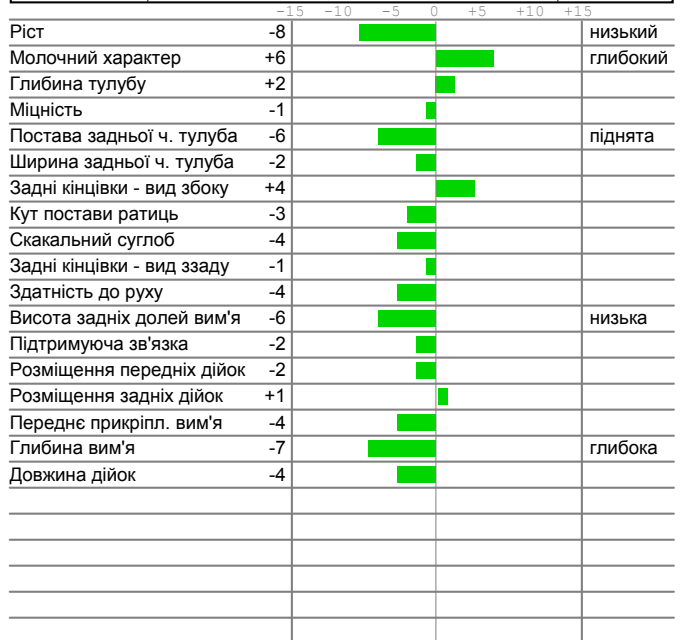 -15 -10 -5 0 +5 +10 +15
Ріст -8 низький
Молочний характер +6 глибокий
Глибина тулубу +2
Міцність -1
Постава задньої ч. тулуба -6 піднята
Ширина задньої ч. тулуба -2
Задні кінцівки - вид збоку +4
Кут постави ратиць -3
Скакальний суглоб -4
Задні кінцівки - вид ззаду -1
Здатність до руху -4
Висота задніх долей вим'я -6 низька
Підтримуюча зв'язка -2
Розміщення передніх дійок -2
Розміщення задніх дійок +1
Переднє прикріпл. вим'я -4
Глибина вим'я -7 глибока
Довжина дійок -4